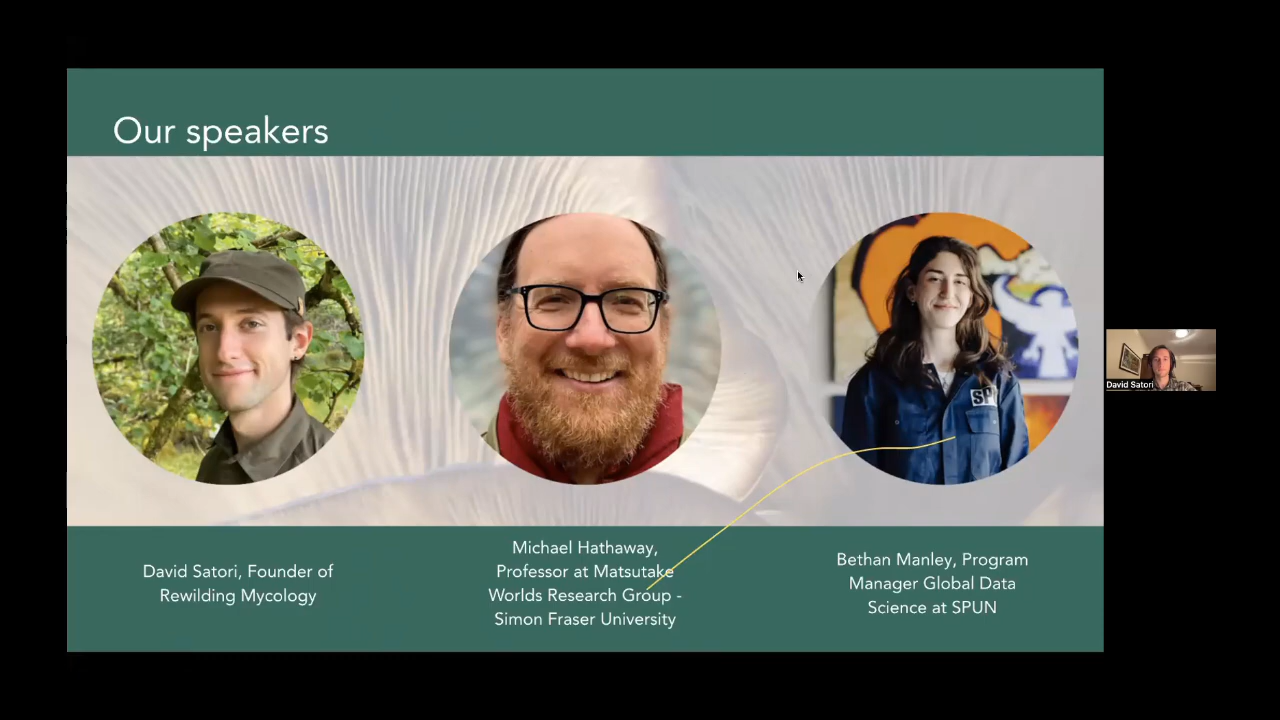 Our speakers
SP
David Satori, Founder of
Rewilding Mycology
Michael Hathaway,
Professor at Matsutake
Worlds Research Group -
Simon Fraser University
Bethan Manley, Program
Manager Global Data
Science at SPUN
David Satori